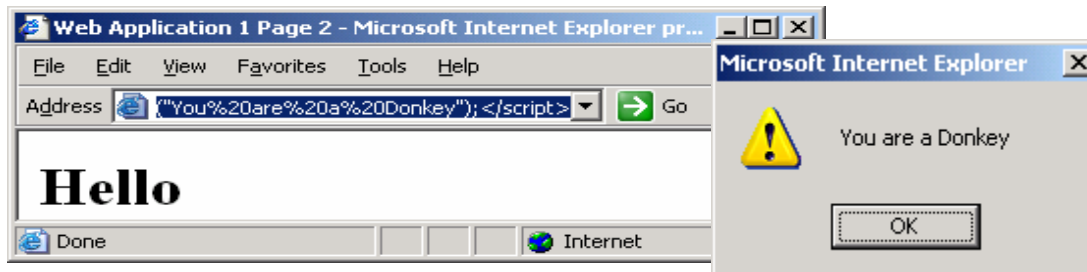 Web Application 1 Page 2 - Microsoft Internet Explorer pr...
File Edit View Favorites Tools Help
Address ("You%20are%20a%20Donkey");</script> Go
Hello
Done Internet
Microsoft Internet Explorer
You are a Donkey
OK